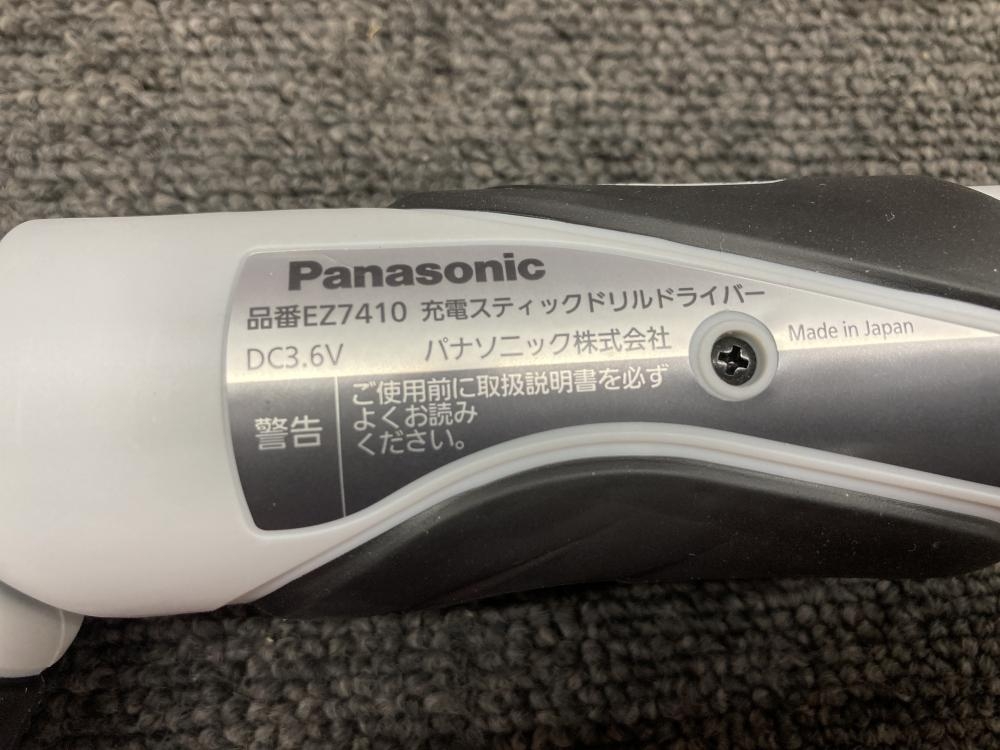 Panasonic
品番EZ7410 充電スティックドリルドライバー
DC3.6V パナソニック株式会社
Made in Japan
警告
ご使用前に取扱説明書を必ず
よくお読み
ください。